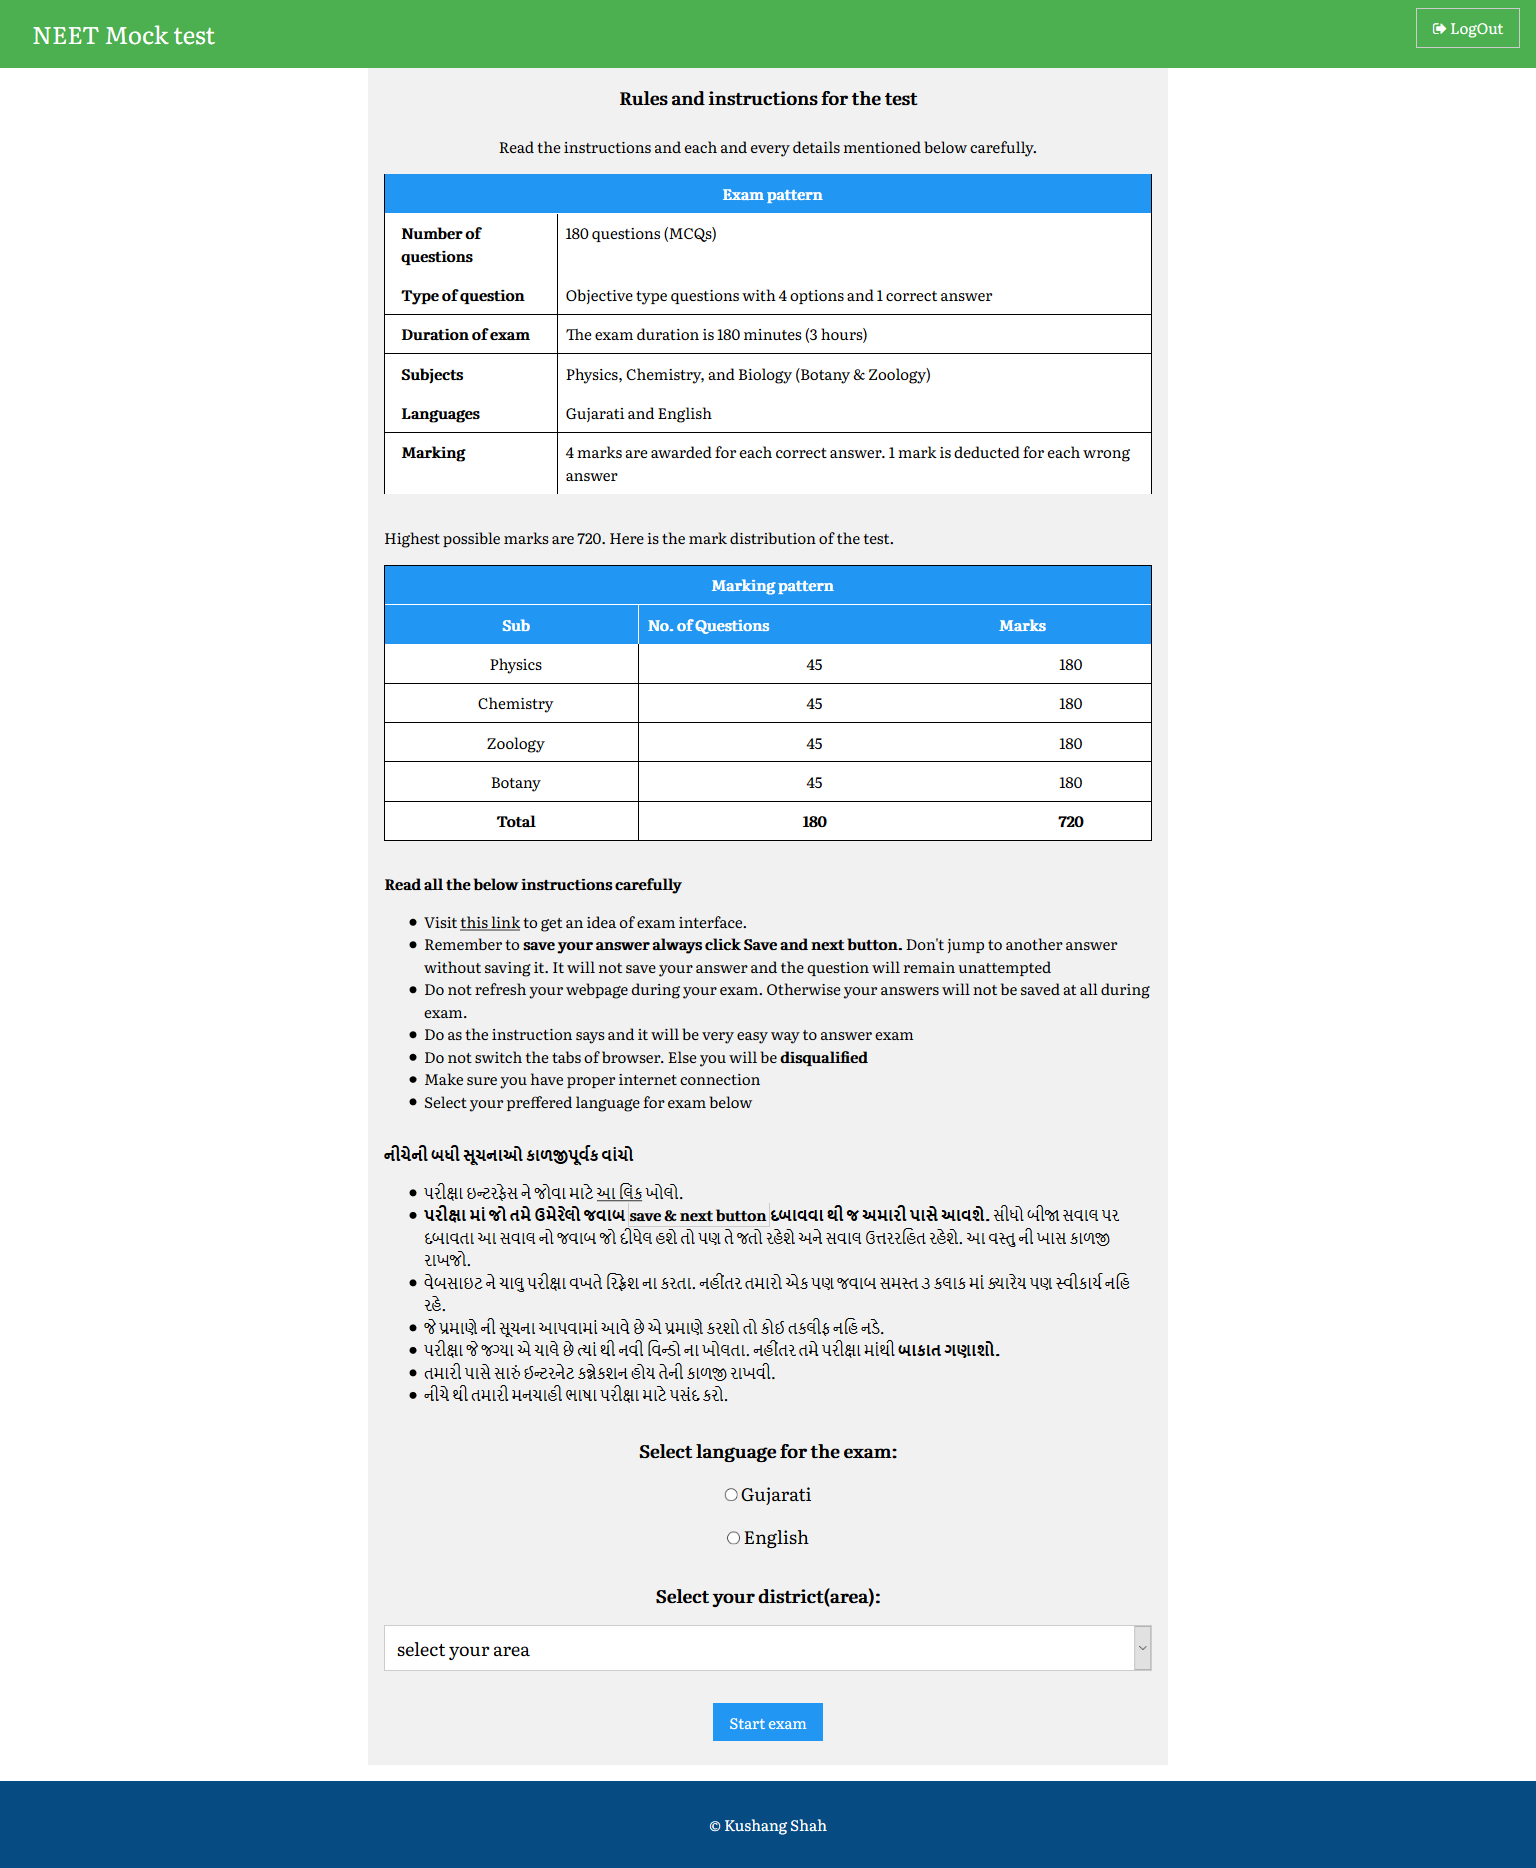 NEET Mock test
LogOut
Rules and instructions for the test
Read the instructions and each and every details mentioned below carefully.
Exam pattern
Number of questions
180 questions (MCQs)
Type of question
Objective type questions with 4 options and 1 correct answer
Duration of exam
The exam duration is 180 minutes (3 hours)
Subjects
Physics, Chemistry, and Biology (Botany & Zoology)
Languages
Gujarati and English
Marking
4 marks are awarded for each correct answer. 1 mark is deducted for each wrong
answer
Highest possible marks are 720. Here is the mark distribution of the test.
Marking pattern
Sub No. of Questions Marks
Physics 45 180
Chemistry 45 180
Zoology 45 180
Botany 45 180
Total 180 720
Read all the below instructions carefully
Visit this link to get an idea of exam interface.
Remember to save your answer always click Save and next button. Don't jump to another answer
without saving it. It will not save your answer and the question will remain unattempted
Do not refresh your webpage during your exam. Otherwise your answers will not be saved at all during
exam.
Do as the instruction says and it will be very easy way to answer exam
Do not switch the tabs of browser. Else you will be disqualified
Make sure you have proper internet connection
Select your preffered language for exam below
નીચેની બધી સૂચનાઓ કાળજીપૂર્વક વાંચો
પરીક્ષા ઇન્ટરફેસ ને જોવા માટે આ લિંક ખોલો.
પરીક્ષા માં જો તમે ઉમેરેલો જવાબ save & next button દબાવવા થી જ અમારી પાસે આવશે. સીધો બીજા સવાલ પર
દબાવતા આ સવાલ નો જવાબ જો દીધેલ હશે તો પણ તે જતો રહેશે અને સવાલ ઉત્તરરહિત રહેશે. આ વસ્તુ ની ખાસ કાળજી
રાખજો.
વેબસાઇટ ને ચાલુ પરીક્ષા વખતે રિફ્રેશ ના કરતા. નહીંતર તમારો એક પણ જવાબ સમસ્ત ૩ કલાક માં ક્યારેય પણ સ્વીકાર્ય નહિ
રહે.
જે પ્રમાણે ની સૂચના આપવામાં આવે છે એ પ્રમાણે કરશો તો કોઈ તકલીફ નહિ નડે.
પરીક્ષા જે જગ્યા એ ચાલે છે ત્યાં થી નવી વિન્ડો ના ખોલતા. નહીંતર તમે પરીક્ષા માંથી બાકાત ગણાશો.
તમારી પાસે સારું ઈન્ટરનેટ કન્નેકશન હોય તેની કાળજી રાખવી.
નીચે થી તમારી મનચાહી ભાષા પરીક્ષા માટે પસંદ કરો.
Select language for the exam:
Gujarati
English
Select your district(area):
select your area
Start exam
© Kushang Shah